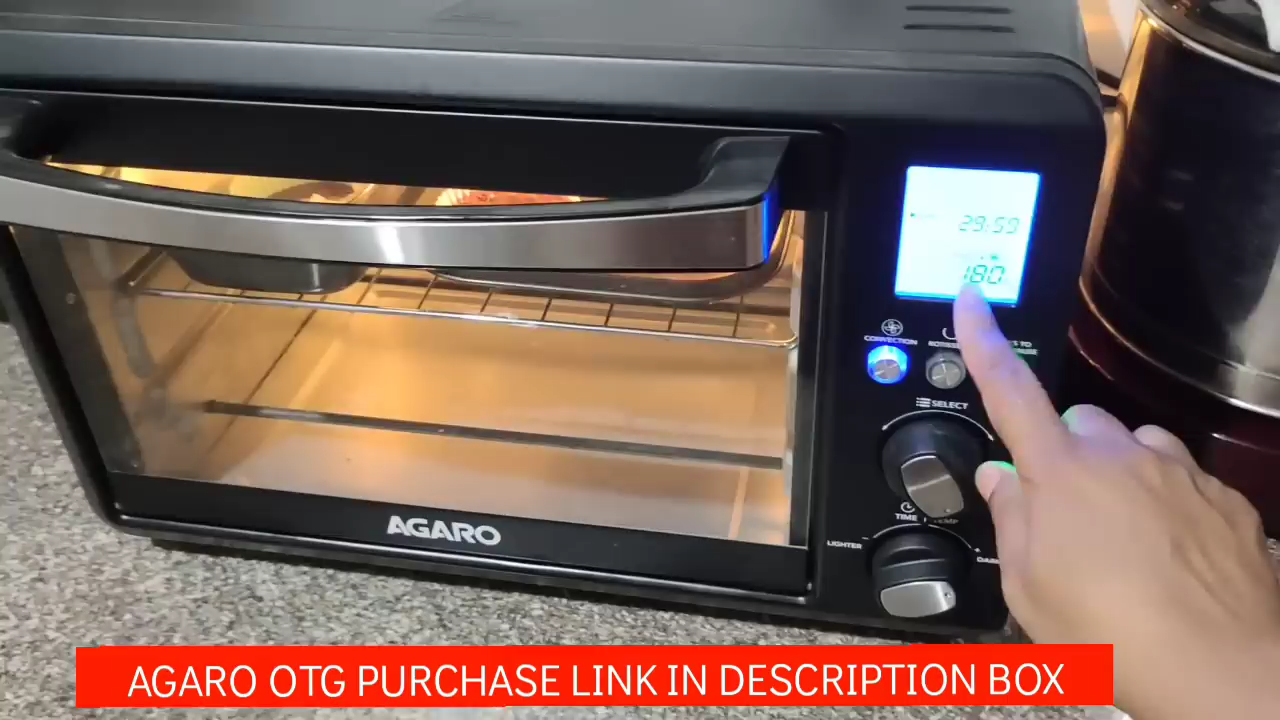 29:59
180
CONVECTION
SELECT
TIME
LIGHTER
AGARO
AGARO OTG PURCHASE LINK IN DESCRIPTION BOX